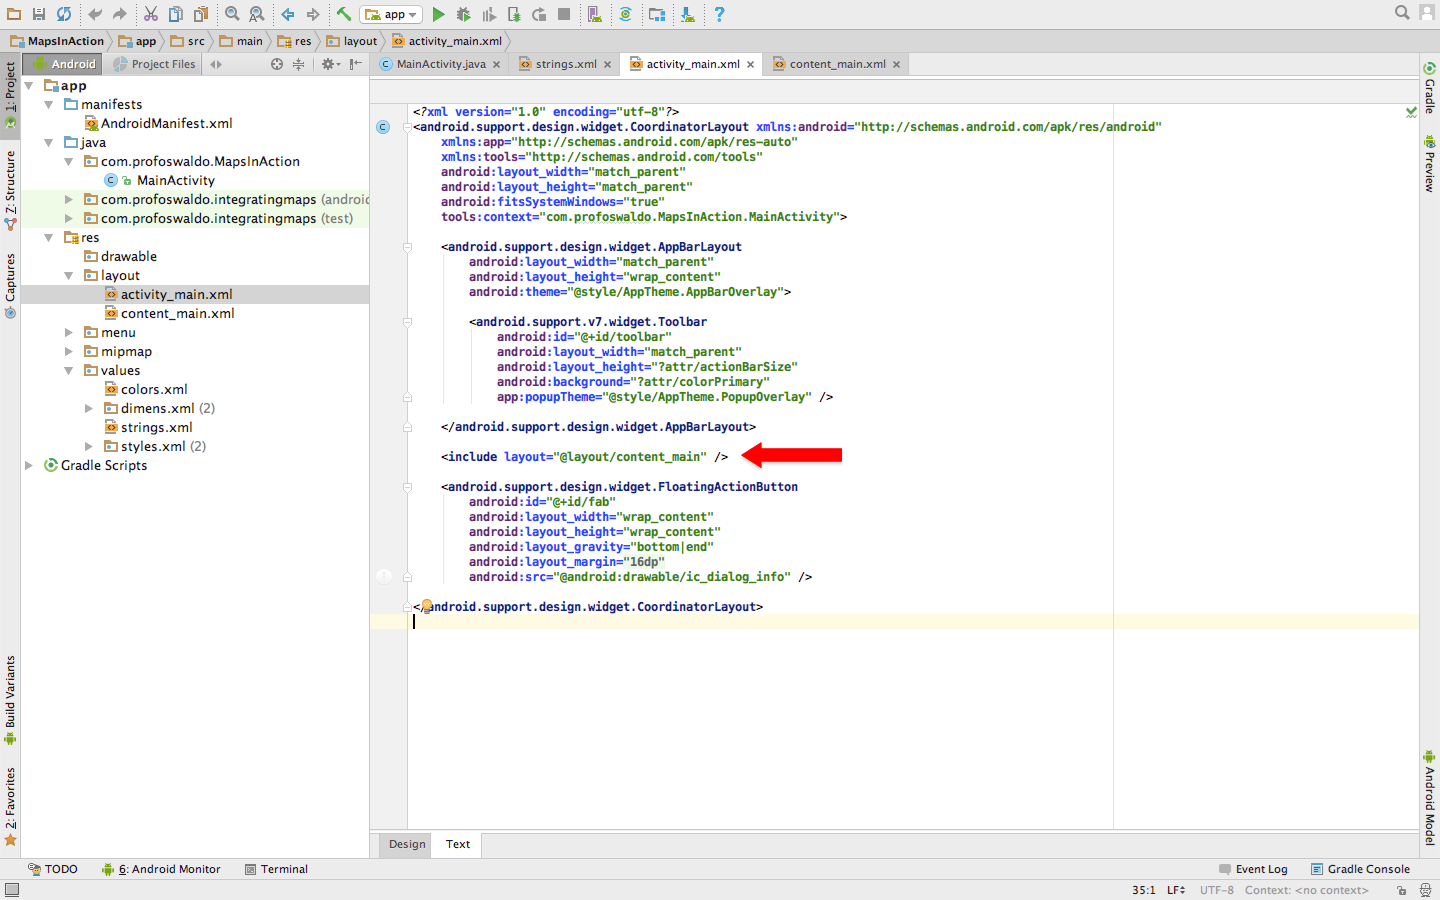 app
MapsInAction
app
src
main
res
layout
activity_main.xml
1: Project
Z: Structure
Captures
Build Variants
2: Favorites
Android
Project Files
app
manifests
AndroidManifest.xml
java
com.profoswaldo.MapsInAction
MainActivity
com.profoswaldo.integratingmaps (android
com.profoswaldo.integratingmaps (test)
res
drawable
layout
activity_main.xml
content_main.xml
menu
mipmap
values
colors.xml
dimens.xml (2)
strings.xml
styles.xml (2)
Gradle Scripts
MainActivity.java
strings.xml
activity_main.xml
content_main.xml
<?xml version="1.0" encoding="utf-8"?>
<android.support.design.widget.CoordinatorLayout xmlns:android="http://schemas.android.com/apk/res/android"
xmlns:app="http://schemas.android.com/apk/res-auto"
xmlns:tools="http://schemas.android.com/tools"
android:layout_width="match_parent"
android:layout_height="match_parent"
android:fitsSystemWindows="true"
tools:context="com.profoswaldo.MapsInAction.MainActivity">
<android.support.design.widget.AppBarLayout
android:layout_width="match_parent"
android:layout_height="wrap_content"
android:theme="@style/AppTheme.AppBarOverlay">
<android.support.v7.widget.Toolbar
android:id="@+id/toolbar"
android:layout_width="match_parent"
android:layout_height="?attr/actionBarSize"
android:background="?attr/colorPrimary"
app:popupTheme="@style/AppTheme.PopupOverlay" />
</android.support.design.widget.AppBarLayout>
<include layout="@layout/content_main" />
<android.support.design.widget.FloatingActionButton
android:id="@+id/fab"
android:layout_width="wrap_content"
android:layout_height="wrap_content"
android:layout_gravity="bottom|end"
android:layout_margin="16dp"
android:src="@android:drawable/ic_dialog_info" />
</android.support.design.widget.CoordinatorLayout>
Gradle
Preview
Android Model
Design
Text
TODO
6: Android Monitor
Terminal
Event Log
Gradle Console
35:1
LF
UTF-8
Context: <no context>